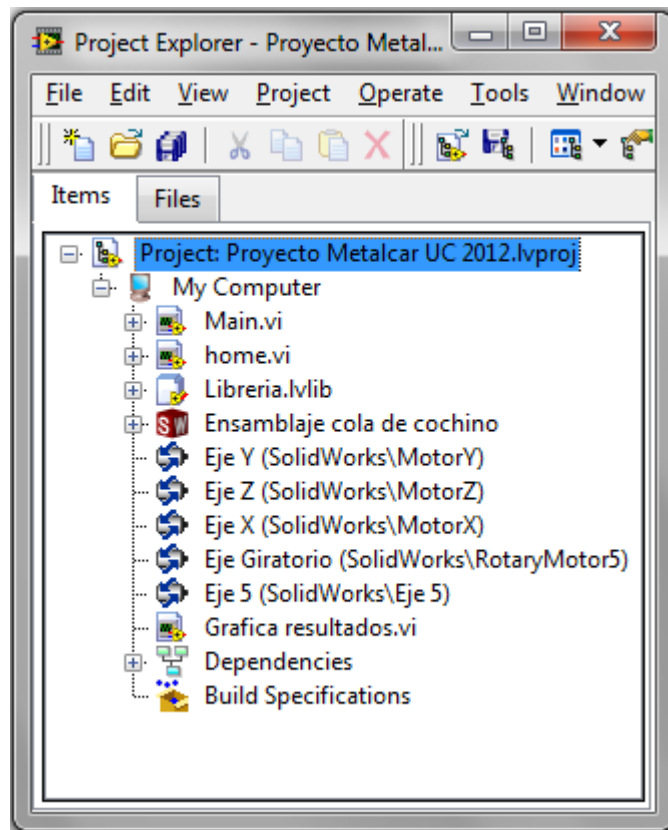 Project Explorer - Proyecto Metal...
File Edit View Project Operate Tools Window
Items Files
Project: Proyecto Metalcar UC 2012.lvproj
My Computer
Main.vi
home.vi
Libreria.lvlib
SW Ensamblaje cola de cochino
Eje Y (SolidWorks\MotorY)
Eje Z (SolidWorks\MotorZ)
Eje X (SolidWorks\MotorX)
Eje Giratorio (SolidWorks\RotaryMotor5)
Eje 5 (SolidWorks\Eje 5)
Grafica resultados.vi
Dependencies
Build Specifications